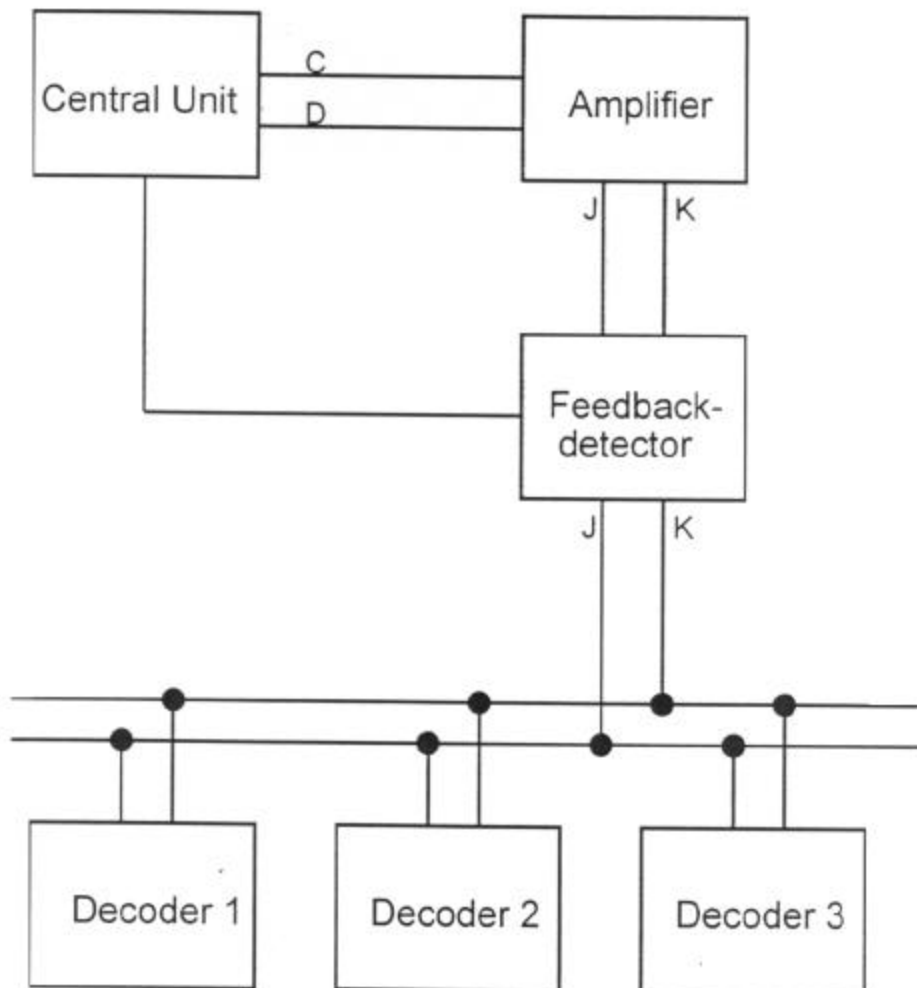 Central Unit
C
D
Amplifier
J
K
Feedback-
detector
J
K
Decoder 1
Decoder 2
Decoder 3